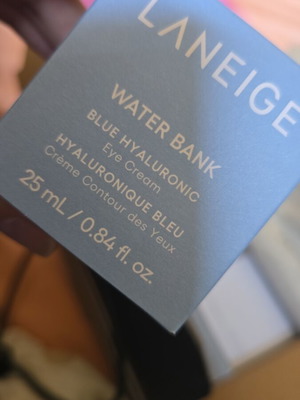 LANEIGE
WATER BANK
BLUE HYALURONIC
Eye Cream
HYALURONIQUE BLEU
Crème Contour des Yeux
25 mL / 0.84 fl. oz.